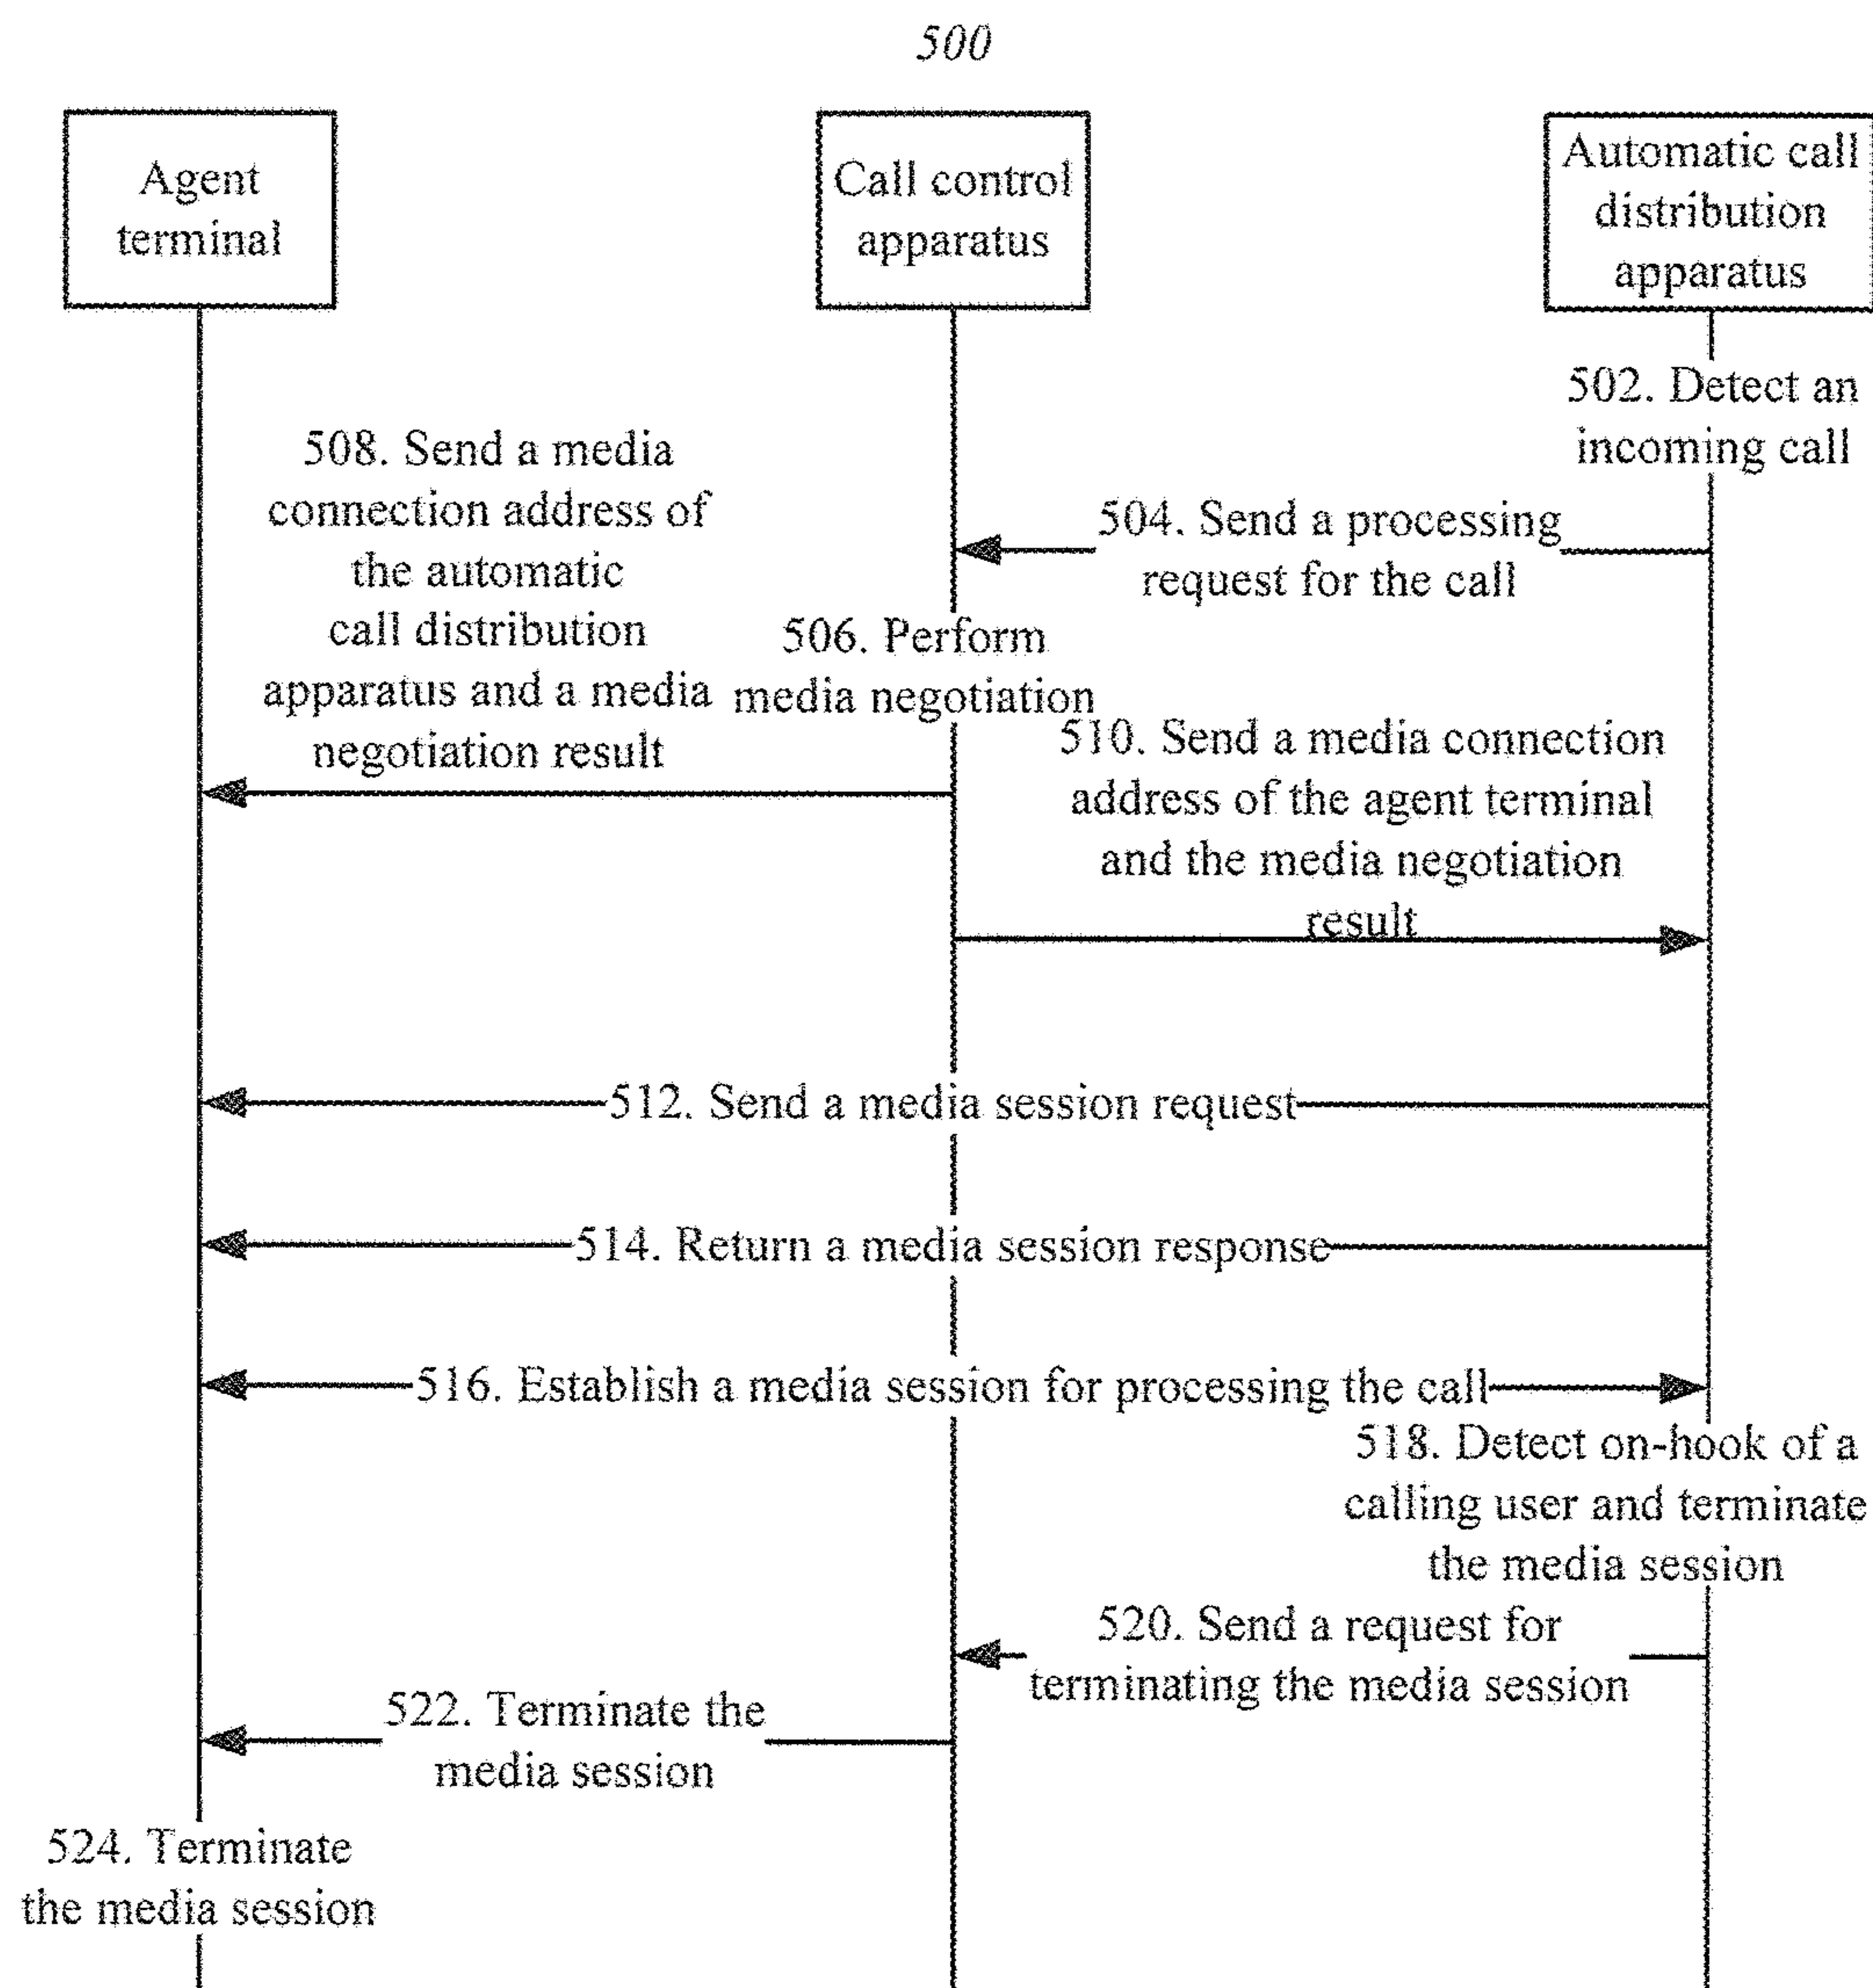 500
Agent
terminal
Call control
apparatus
Automatic call
distribution
apparatus
502. Detect an
incoming call
504. Send a processing
request for the call
506. Perform
media negotiation
508. Send a media
connection address of
the automatic
call distribution
apparatus and a media
negotiation result
510. Send a media connection
address of the agent terminal
and the media negotiation
result
512. Send a media session request
514. Return a media session response
516. Establish a media session for processing the call
518. Detect on-hook of a
calling user and terminate
the media session
520. Send a request for
terminating the media session
522. Terminate the
media session
524. Terminate
the media session